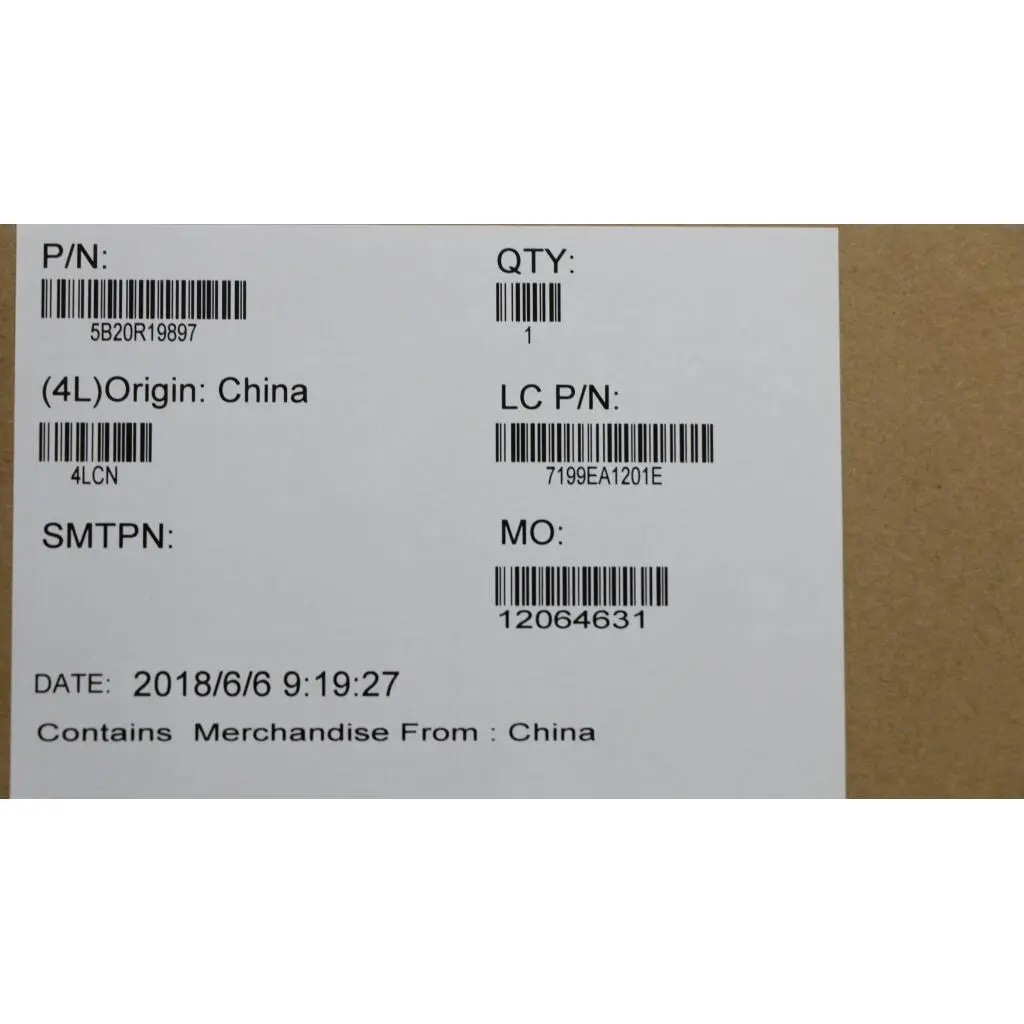 P/N:
5B20R19897
QTY:
1
(4L)Origin: China
4LCN
LC P/N:
7199EA1201E
SMTPN:
MO:
12064631
DATE: 2018/6/6 9:19:27
Contains Merchandise From : China